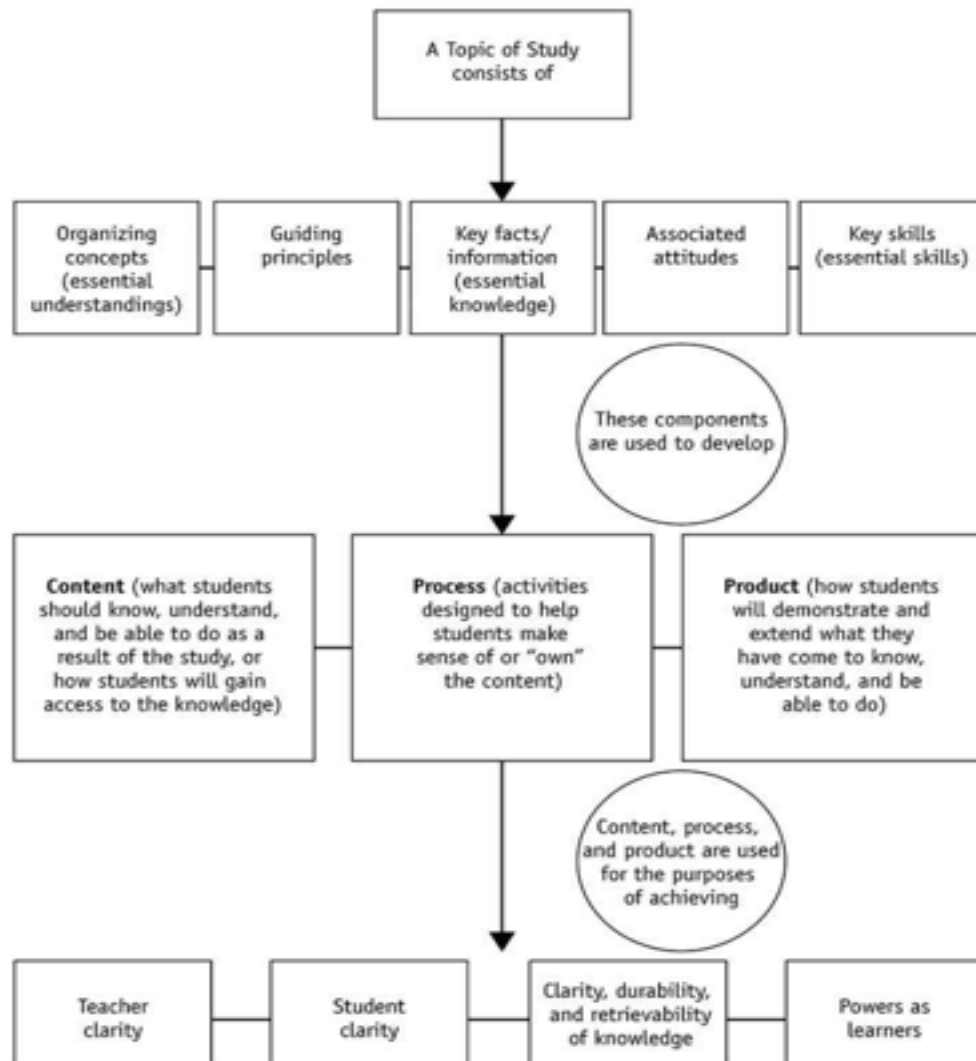 A Topic of Study
consists of
Organizing
concepts
(essential
understandings)
Guiding
principles
Key facts/
information
(essential
knowledge)
Associated
attitudes
Key skills
(essential skills)
These components
are used to develop
Content (what students
should know, understand,
and be able to do as a
result of the study, or
how students will gain
access to the knowledge)
Process (activities
designed to help
students make
sense of or “own”
the content)
Product (how students
will demonstrate and
extend what they
have come to know,
understand, and be
able to do)
Content, process,
and product are used
for the purposes
of achieving
Teacher
clarity
Student
clarity
Clarity, durability,
and retrievability
of knowledge
Powers as
learners